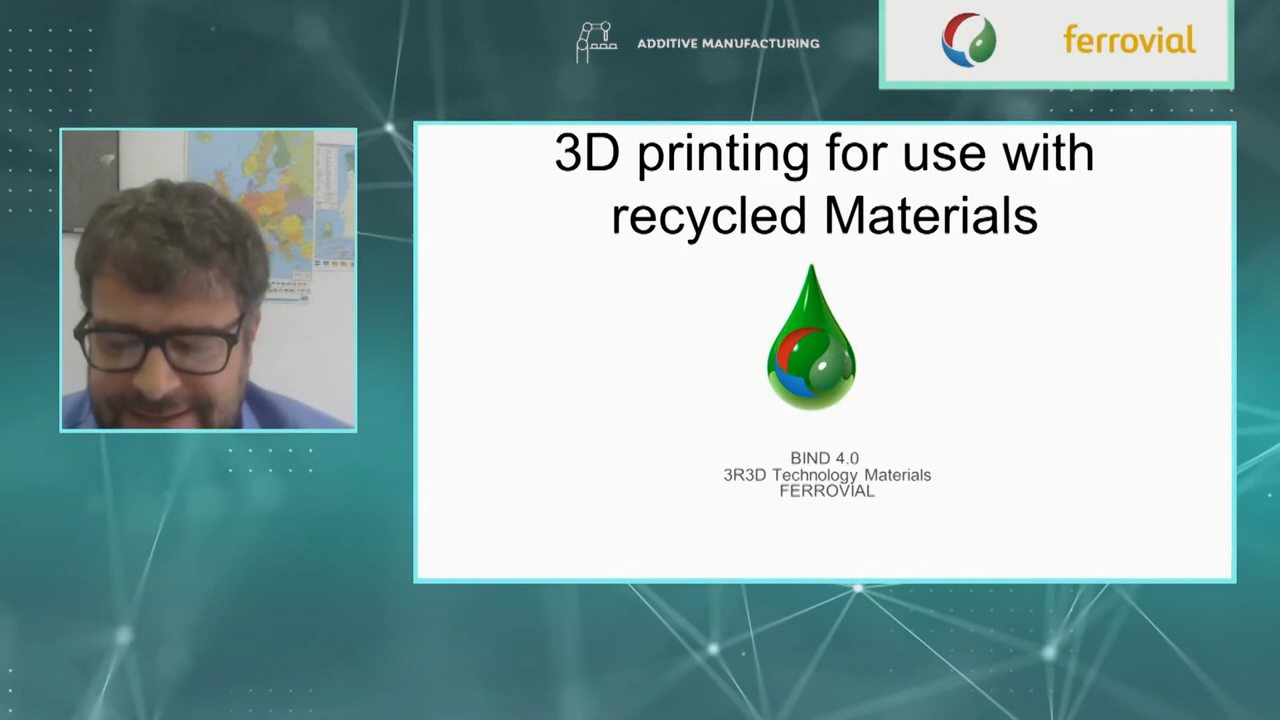 ADDITIVE MANUFACTURING
ferrovial
3D printing for use with
recycled Materials
BIND 4.0
3R3D Technology Materials
FERROVIAL